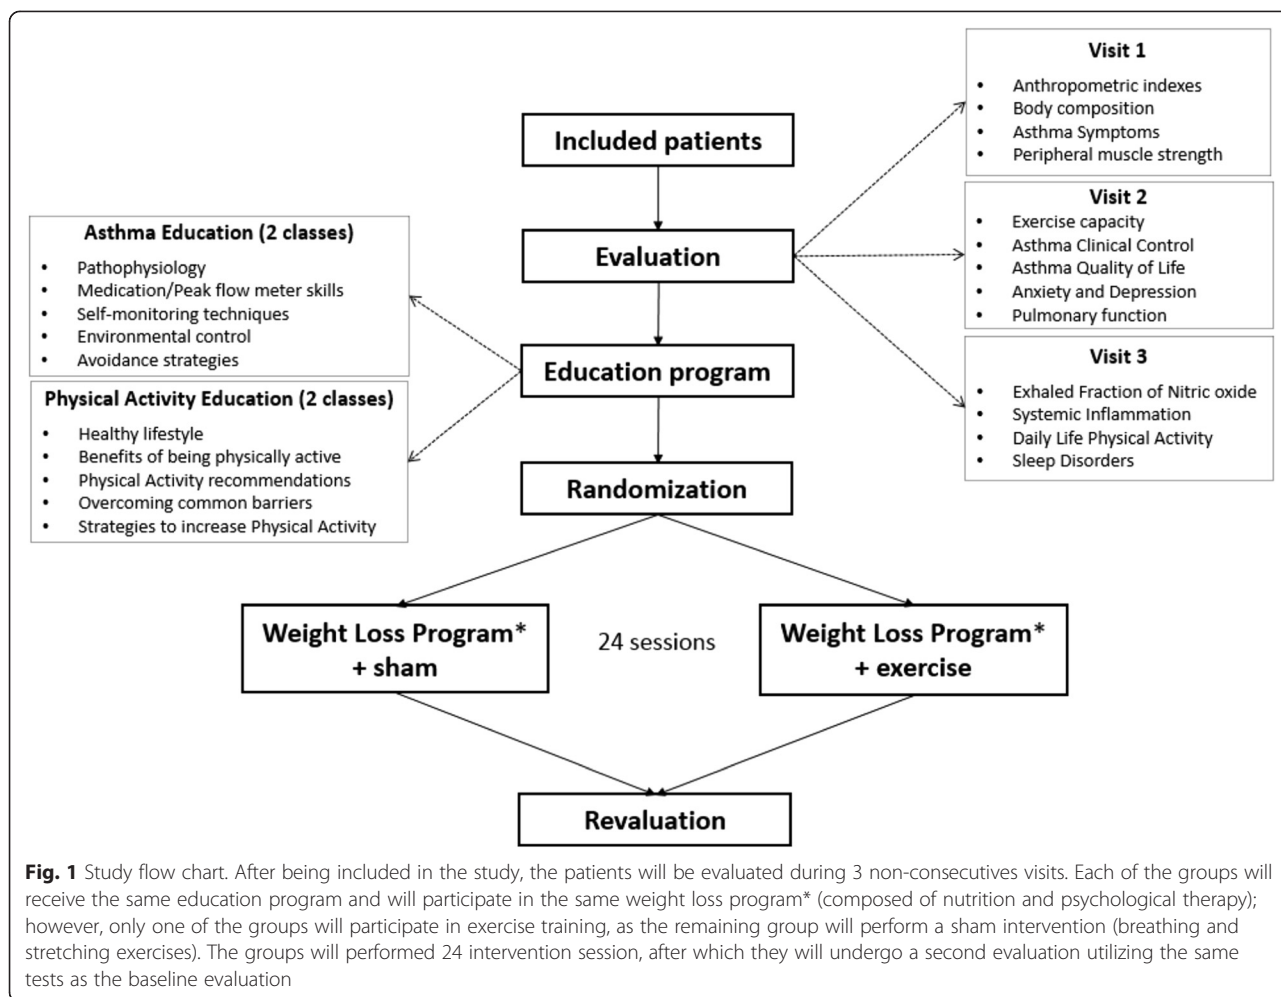 Included patients
Evaluation
Visit 1
• Anthropometric indexes
• Body composition
• Asthma Symptoms
• Peripheral muscle strength
Visit 2
• Exercise capacity
• Asthma Clinical Control
• Asthma Quality of Life
• Anxiety and Depression
• Pulmonary function
Visit 3
• Exhaled Fraction of Nitric oxide
• Systemic Inflammation
• Daily Life Physical Activity
• Sleep Disorders
Education program
Asthma Education (2 classes)
• Pathophysiology
• Medication/Peak flow meter skills
• Self-monitoring techniques
• Environmental control
• Avoidance strategies
Physical Activity Education (2 classes)
• Healthy lifestyle
• Benefits of being physically active
• Physical Activity recommendations
• Overcoming common barriers
• Strategies to increase Physical Activity
Randomization
Weight Loss Program*
+ sham
24 sessions
Weight Loss Program*
+ exercise
Revaluation
Fig. 1 Study flow chart. After being included in the study, the patients will be evaluated during 3 non-consecutives visits. Each of the groups will
receive the same education program and will participate in the same weight loss program* (composed of nutrition and psychological therapy);
however, only one of the groups will participate in exercise training, as the remaining group will perform a sham intervention (breathing and
stretching exercises). The groups will performed 24 intervention session, after which they will undergo a second evaluation utilizing the same
tests as the baseline evaluation